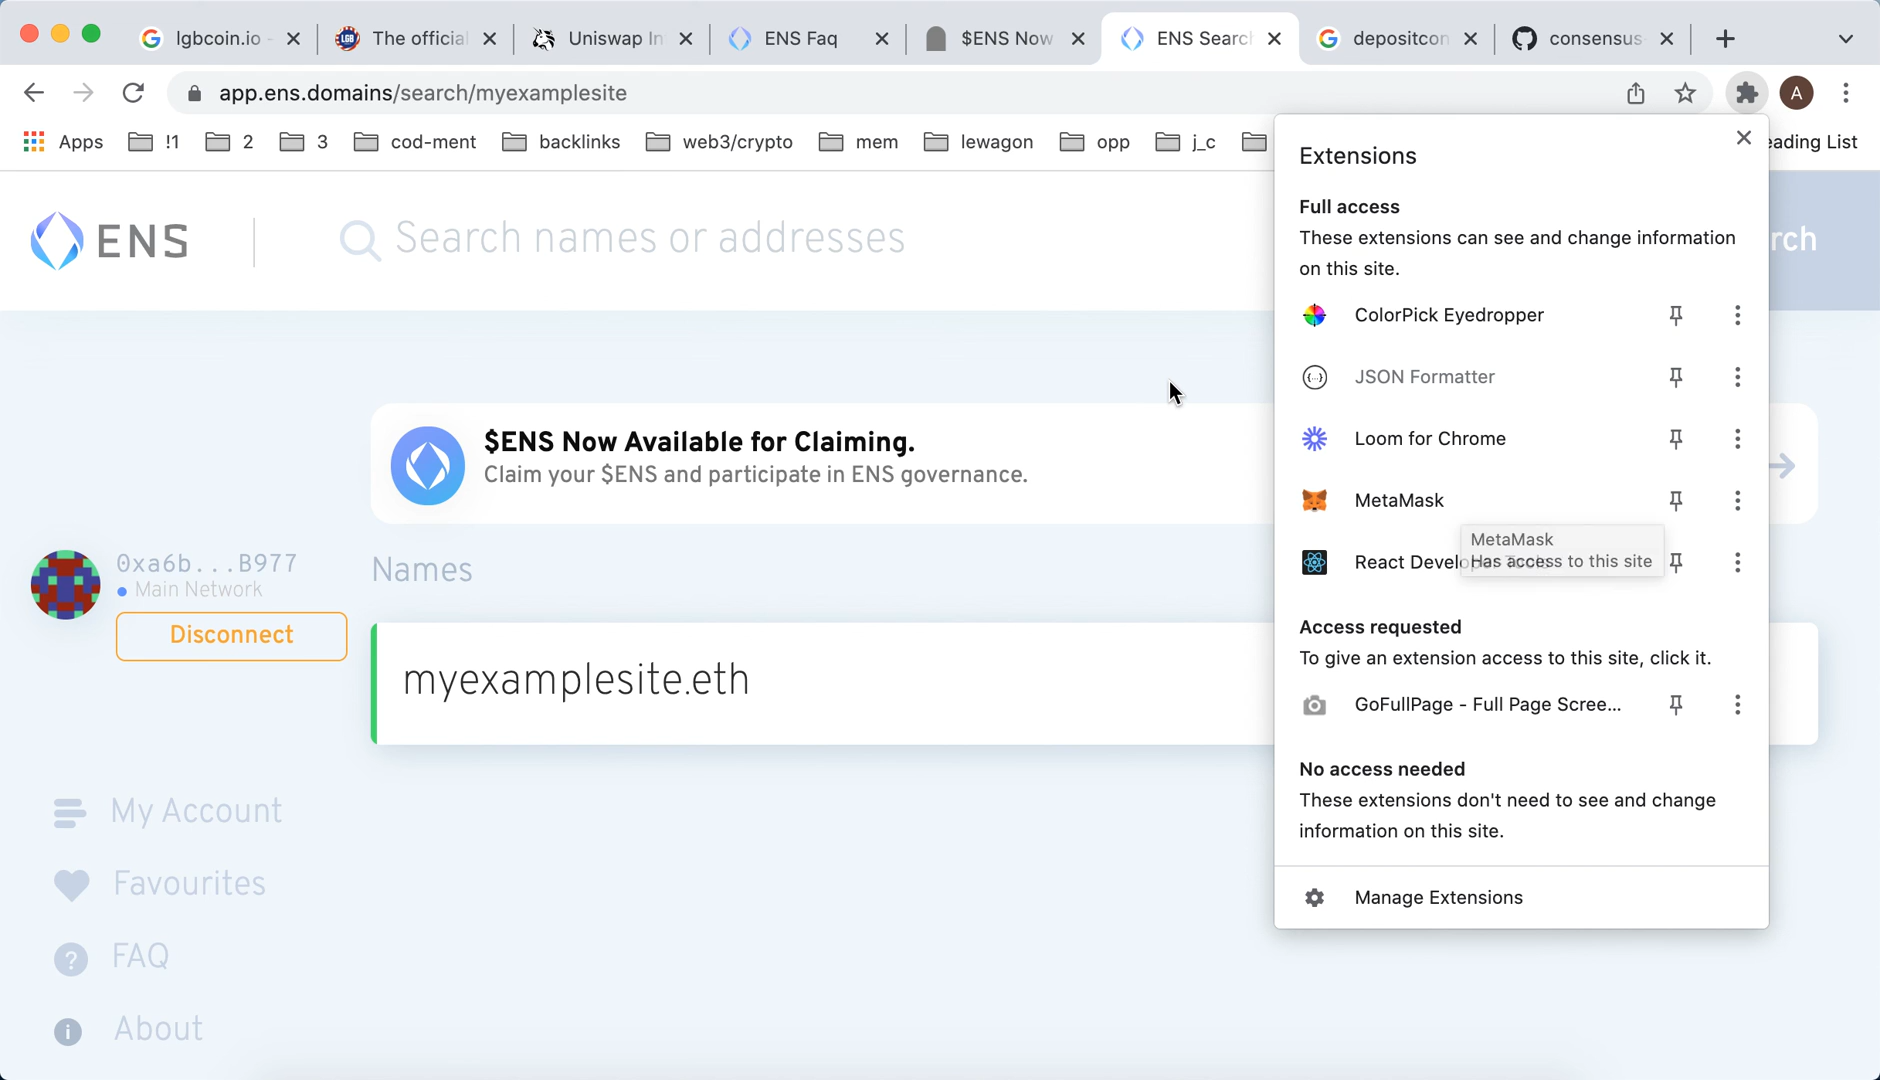 lgbcoin.io -
The official
Uniswap In
ENS Faq
$ENS Now
ENS Search
depositcon
consensus-
app.ens.domains/search/myexamplesite
A
Apps
!1
2
3
cod-ment
backlinks
web3/crypto
mem
lewagon
opp
j_c
eading List
ENS
Search names or addresses
rch
$ENS Now Available for Claiming.
Claim your $ENS and participate in ENS governance.
0xa6b...B977
Main Network
Disconnect
Names
myexamplesite.eth
My Account
Favourites
FAQ
About
Extensions
Full access
These extensions can see and change information
on this site.
ColorPick Eyedropper
JSON Formatter
Loom for Chrome
MetaMask
MetaMask
Has access to this site
React Develo
Access requested
To give an extension access to this site, click it.
GoFullPage - Full Page Scree...
No access needed
These extensions don't need to see and change
information on this site.
Manage Extensions